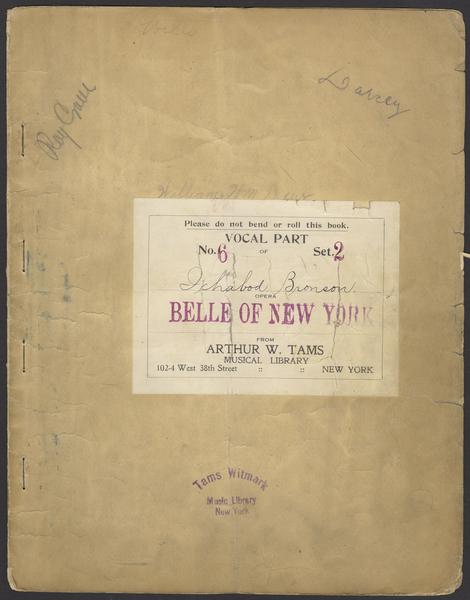 Darcey
Please do not bend or roll this book.
VOCAL PART
No. 6 OF Set. 2
Ichabod Bronson
OPERA
BELLE OF NEW YORK
FROM
ARTHUR W. TAMS
MUSICAL LIBRARY
102-4 West 38th Street :: :: NEW YORK
Tams Witmark
Music Library
New York